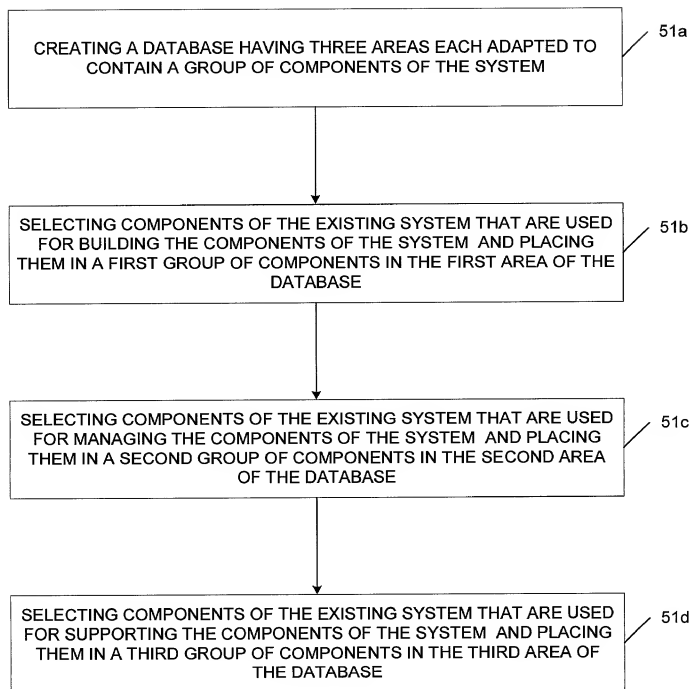 CREATING A DATABASE HAVING THREE AREAS EACH ADAPTED TO
CONTAIN A GROUP OF COMPONENTS OF THE SYSTEM
51a
SELECTING COMPONENTS OF THE EXISTING SYSTEM THAT ARE USED
FOR BUILDING THE COMPONENTS OF THE SYSTEM AND PLACING
THEM IN A FIRST GROUP OF COMPONENTS IN THE FIRST AREA OF THE
DATABASE
51b
SELECTING COMPONENTS OF THE EXISTING SYSTEM THAT ARE USED
FOR MANAGING THE COMPONENTS OF THE SYSTEM AND PLACING
THEM IN A SECOND GROUP OF COMPONENTS IN THE SECOND AREA
OF THE DATABASE
51c
SELECTING COMPONENTS OF THE EXISTING SYSTEM THAT ARE USED
FOR SUPPORTING THE COMPONENTS OF THE SYSTEM AND PLACING
THEM IN A THIRD GROUP OF COMPONENTS IN THE THIRD AREA OF
THE DATABASE
51d